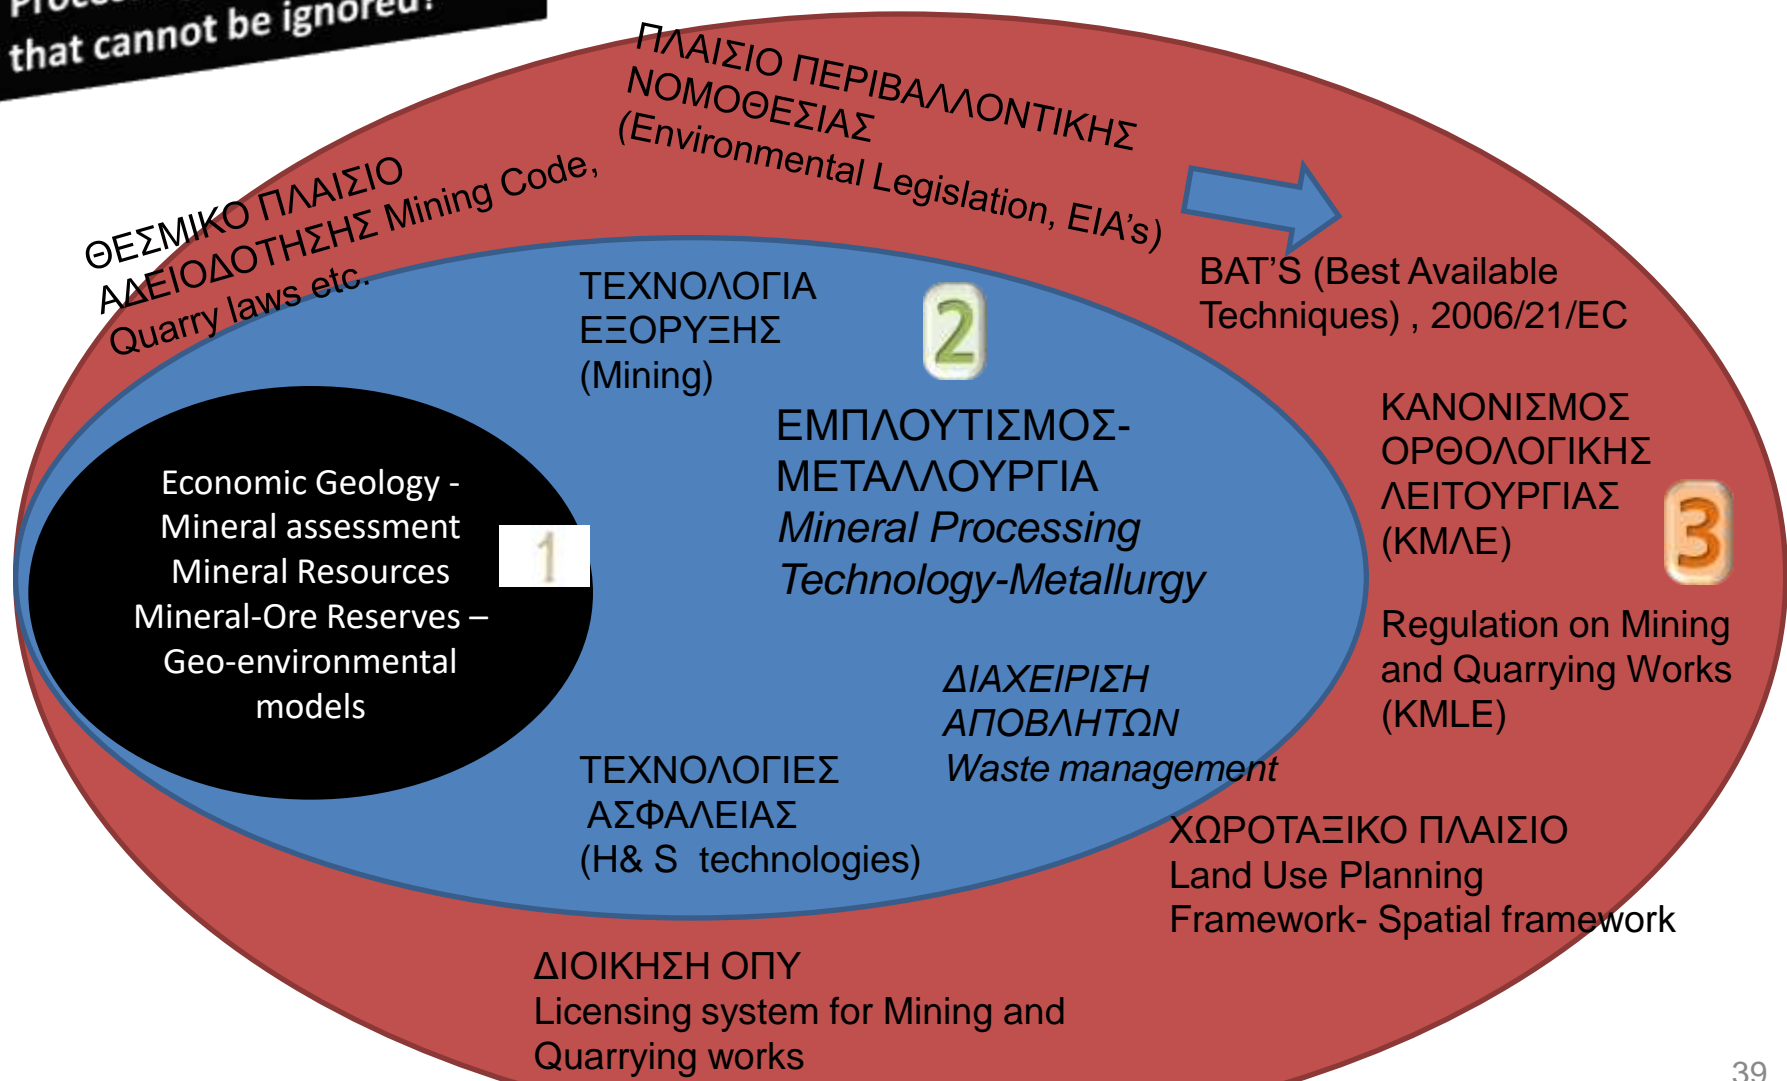 that cannot be ignored?
ΠΛΑΙΣΙΟ ΠΕΡΙΒΑΛΛΟΝΤΙΚΗΣ
ΝΟΜΟΘΕΣΙΑΣ
(Environmental Legislation, EIA's)
ΘΕΣΜΙΚΟ ΠΛΑΙΣΙΟ
ΑΔΕΙΟΔΟΤΗΣΗΣ Mining Code,
Quarry laws etc.
BAT'S (Best Available
Techniques) , 2006/21/EC
ΤΕΧΝΟΛΟΓΙΑ
ΕΞΟΡΥΞΗΣ
(Mining)
2
ΕΜΠΛΟΥΤΙΣΜΟΣ-
ΜΕΤΑΛΛΟΥΡΓΙΑ
Mineral Processing
Technology-Metallurgy
ΚΑΝΟΝΙΣΜΟΣ
ΟΡΘΟΛΟΓΙΚΗΣ
ΛΕΙΤΟΥΡΓΙΑΣ
(ΚΜΛΕ)
3
Regulation on Mining
and Quarrying Works
(KMLE)
Economic Geology -
Mineral assessment
Mineral Resources
Mineral-Ore Reserves –
Geo-environmental
models
1
ΔΙΑΧΕΙΡΙΣΗ
ΑΠΟΒΛΗΤΩΝ
Waste management
ΤΕΧΝΟΛΟΓΙΕΣ
ΑΣΦΑΛΕΙΑΣ
(H& S technologies)
ΧΩΡΟΤΑΞΙΚΟ ΠΛΑΙΣΙΟ
Land Use Planning
Framework- Spatial framework
ΔΙΟΙΚΗΣΗ ΟΠΥ
Licensing system for Mining and
Quarrying works
39